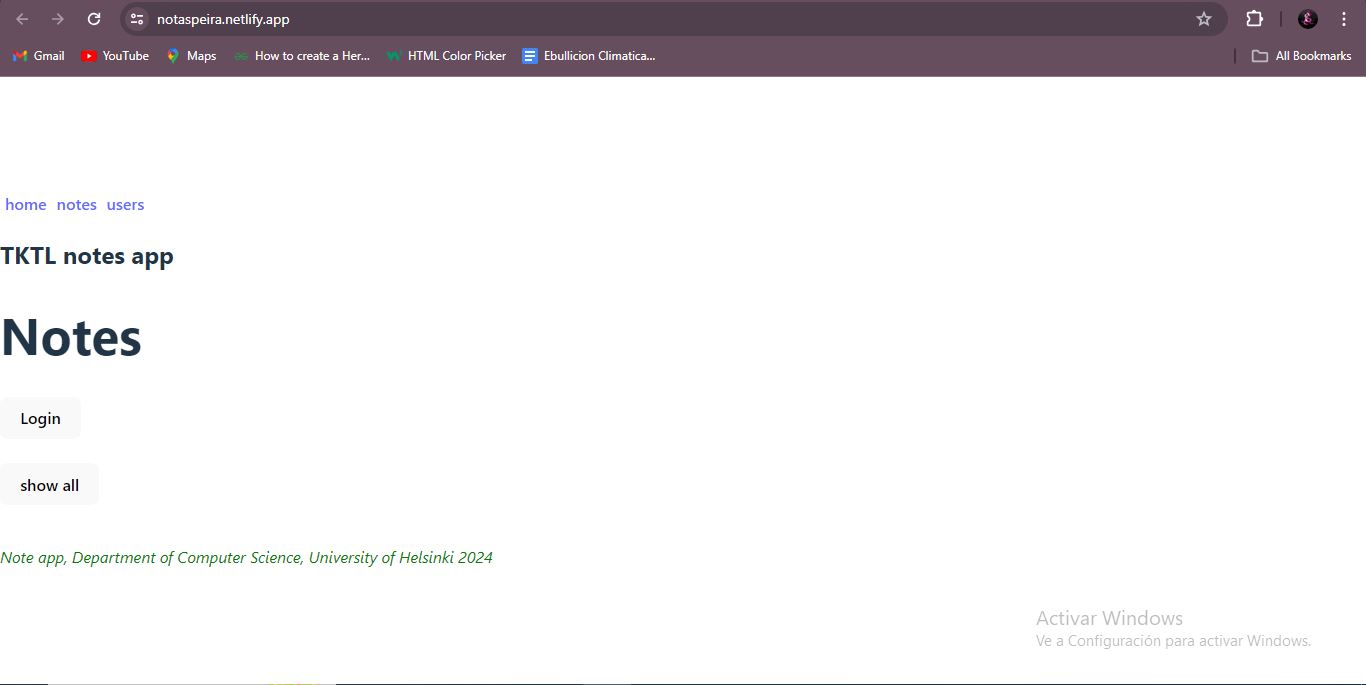 notaspeira.netlify.app
Gmail YouTube Maps How to create a Her... HTML Color Picker Ebullicion Climatica... All Bookmarks
home notes users
TKTL notes app
Notes
Login
show all
Note app, Department of Computer Science, University of Helsinki 2024
Activar Windows
Ve a Configuración para activar Windows.